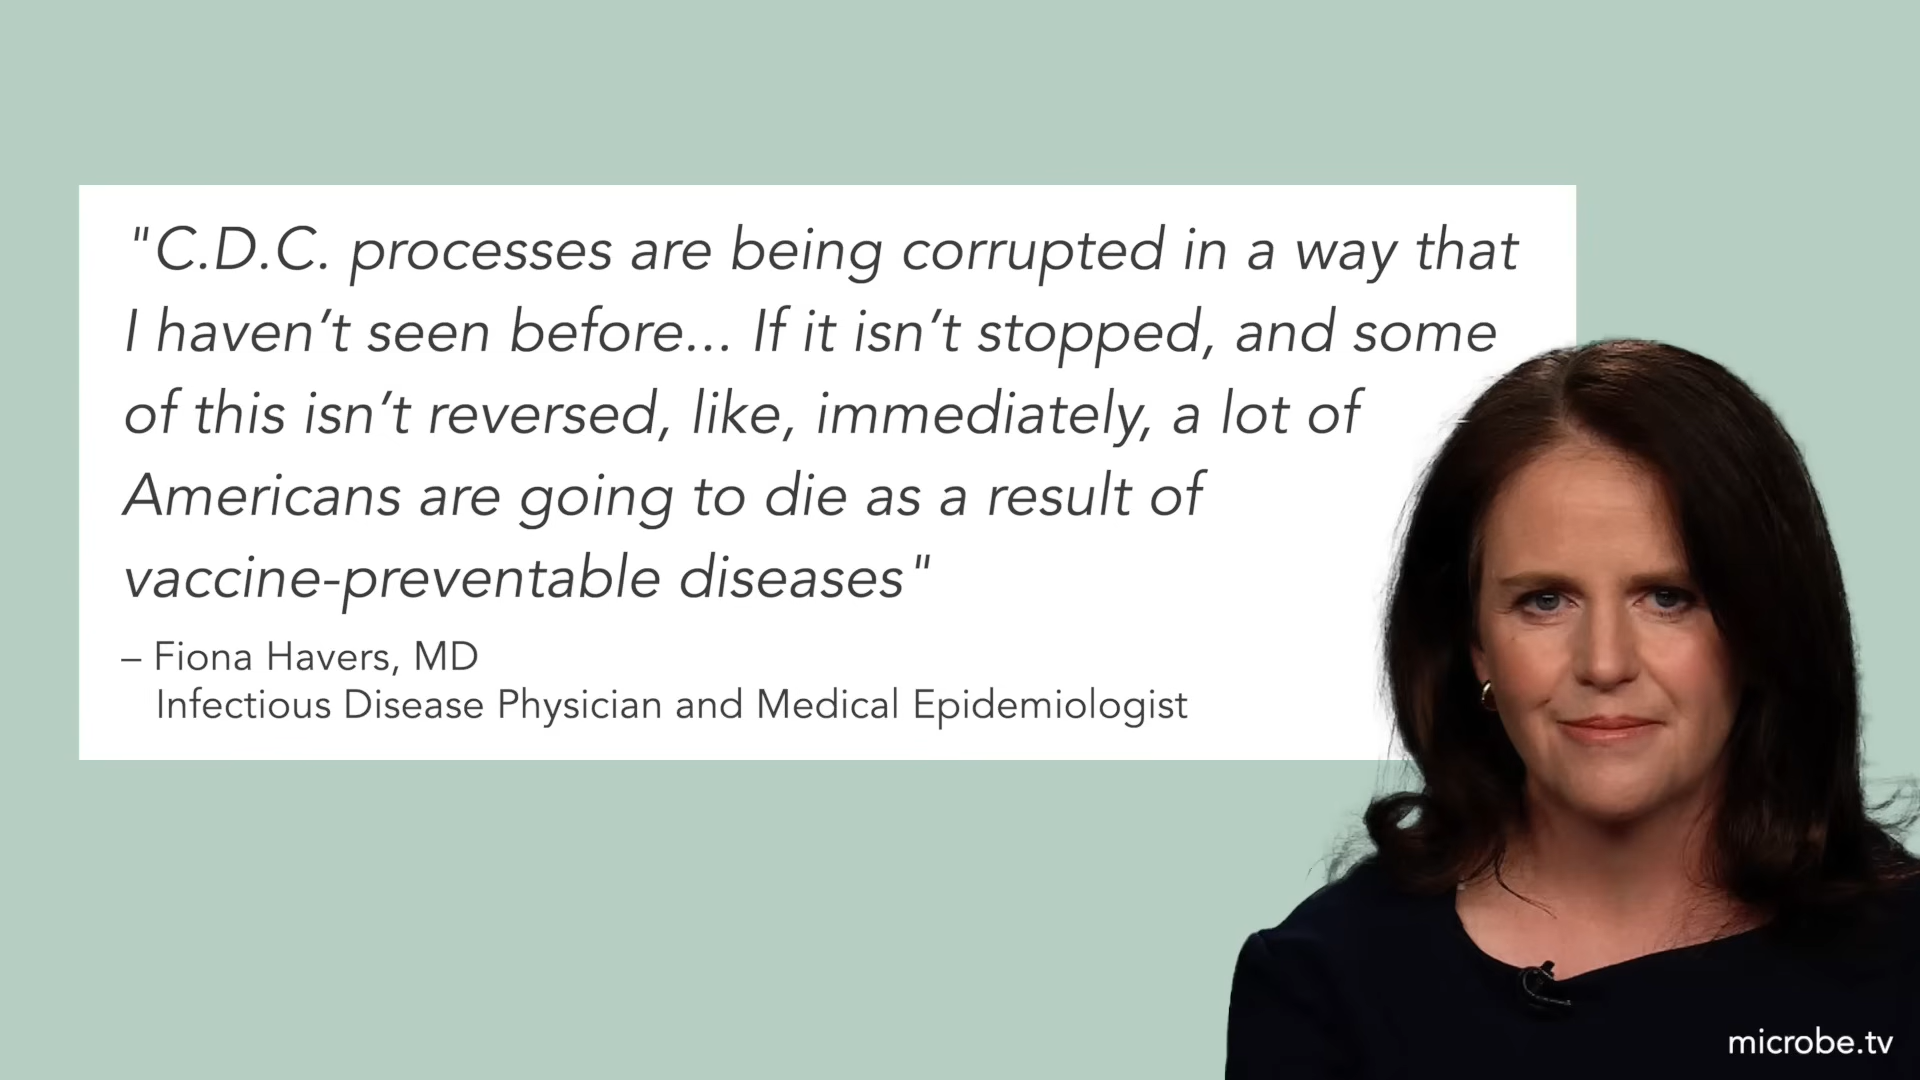 "C.D.C. processes are being corrupted in a way that
I haven’t seen before... If it isn’t stopped, and some
of this isn’t reversed, like, immediately, a lot of
Americans are going to die as a result of
vaccine-preventable diseases"
– Fiona Havers, MD
Infectious Disease Physician and Medical Epidemiologist
microbe.tv